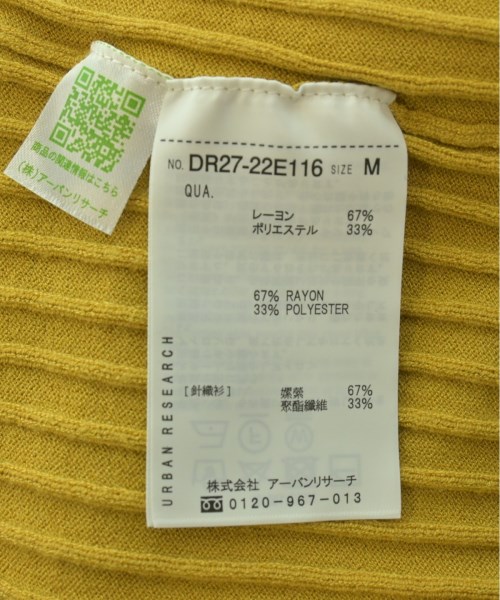 商品の関連情報はこちら
(株)アーバンリサーチ
NO. DR27-22E116 SIZE M
QUA.
レーヨン 67%
ポリエステル 33%
67% RAYON
33% POLYESTER
[針織衫] 嫘縈 67%
聚酯纖維 33%
URBAN RESEARCH
株式会社 アーバンリサーチ
0120-967-013